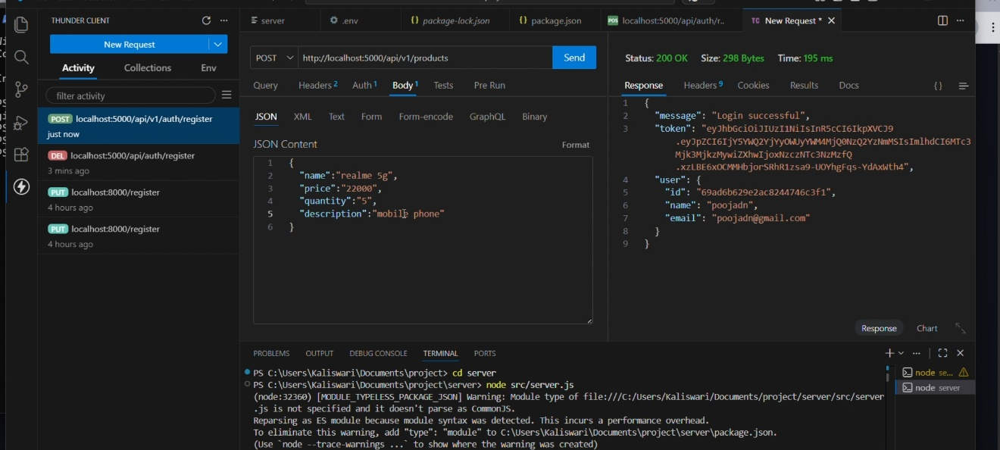 THUNDER CLIENT
New Request
Activity Collections Env
filter activity
POST localhost:5000/api/v1/auth/register
just now
DEL localhost:5000/api/auth/register
3 mins ago
PUT localhost:8000/register
4 hours ago
PUT localhost:8000/register
4 hours ago
server .env {} package-lock.json {} package.json POS localhost:5000/api/auth/r.. TC New Request *
POST http://localhost:5000/api/v1/products Send
Query Headers 2 Auth 1 Body 1 Tests Pre Run
JSON XML Text Form Form-encode GraphQL Binary
JSON Content Format
1 {
2 "name":"realme 5g",
3 "price":"22000",
4 "quantity":"5",
5 "description":"mobile phone"
6 }
Status: 200 OK Size: 298 Bytes Time: 195 ms
Response Headers 9 Cookies Results Docs {}
1 {
2 "message": "Login successful",
3 "token": "eyJhbGciOiJIUzI1NiIsInR5cCI6IkpXVCJ9
.eyJpZCI6IjY5YWQ2YjYyOWUyYWM4MjQ0NzQ2YzNmMSIsImlhdCI6MTc3
Mjk3MjkzMywiZXhwIjoxNzczNTc3NzMzfQ
.xzLBE6xOCMMHbjorSRhR1zsa9-UOYhgFqs-YdAxWth4",
4 "user": {
5 "id": "69ad6b629e2ac8244746c3f1",
6 "name": "poojadn",
7 "email": "poojadn@gmail.com"
8 }
9 }
Response Chart
PROBLEMS OUTPUT DEBUG CONSOLE TERMINAL PORTS
PS C:\Users\Kaliswari\Documents\project> cd server
PS C:\Users\Kaliswari\Documents\project\server> node src/server.js
(node:32360) [MODULE_TYPELESS_PACKAGE_JSON] Warning: Module type of file:///C:/Users/Kaliswari/Documents/project/server/src/server
.js is not specified and it doesn't parse as CommonJS.
Reparsing as ES module because module syntax was detected. This incurs a performance overhead.
To eliminate this warning, add "type": "module" to C:\Users\Kaliswari\Documents\project\server\package.json.
(Use `node --trace-warnings ...` to show where the warning was created)
node se...
node server